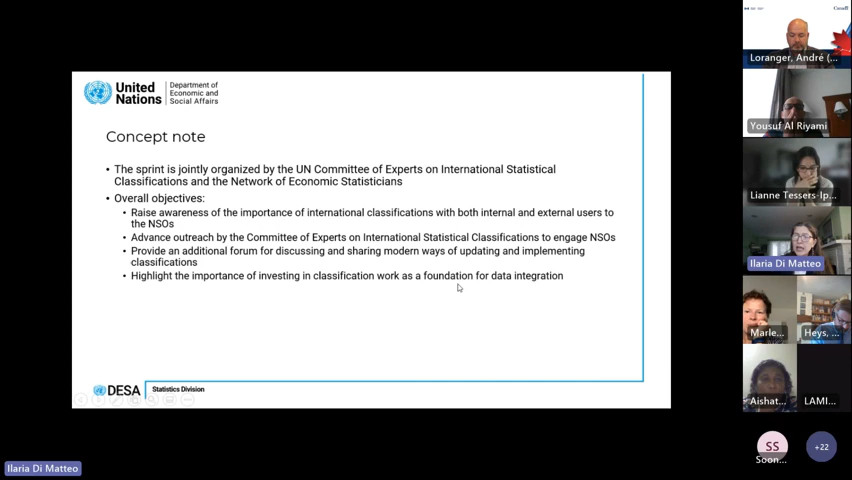 Canada
United
Nations
Department of
Economic and
Social Affairs
Concept note
• The sprint is jointly organized by the UN Committee of Experts on International Statistical
Classifications and the Network of Economic Statisticians
• Overall objectives:
• Raise awareness of the importance of international classifications with both internal and external users to
the NSOs
• Advance outreach by the Committee of Experts on International Statistical Classifications to engage NSOs
• Provide an additional forum for discussing and sharing modern ways of updating and implementing
classifications
• Highlight the importance of investing in classification work as a foundation for data integration
DESA
Statistics Division
Loranger, André (...
Yousuf Al Riyami
Lianne Tessers-Ip...
Ilaria Di Matteo
Marle...
Heys, ...
Aishat...
LAMI...
SS
Soon...
+22
Ilaria Di Matteo